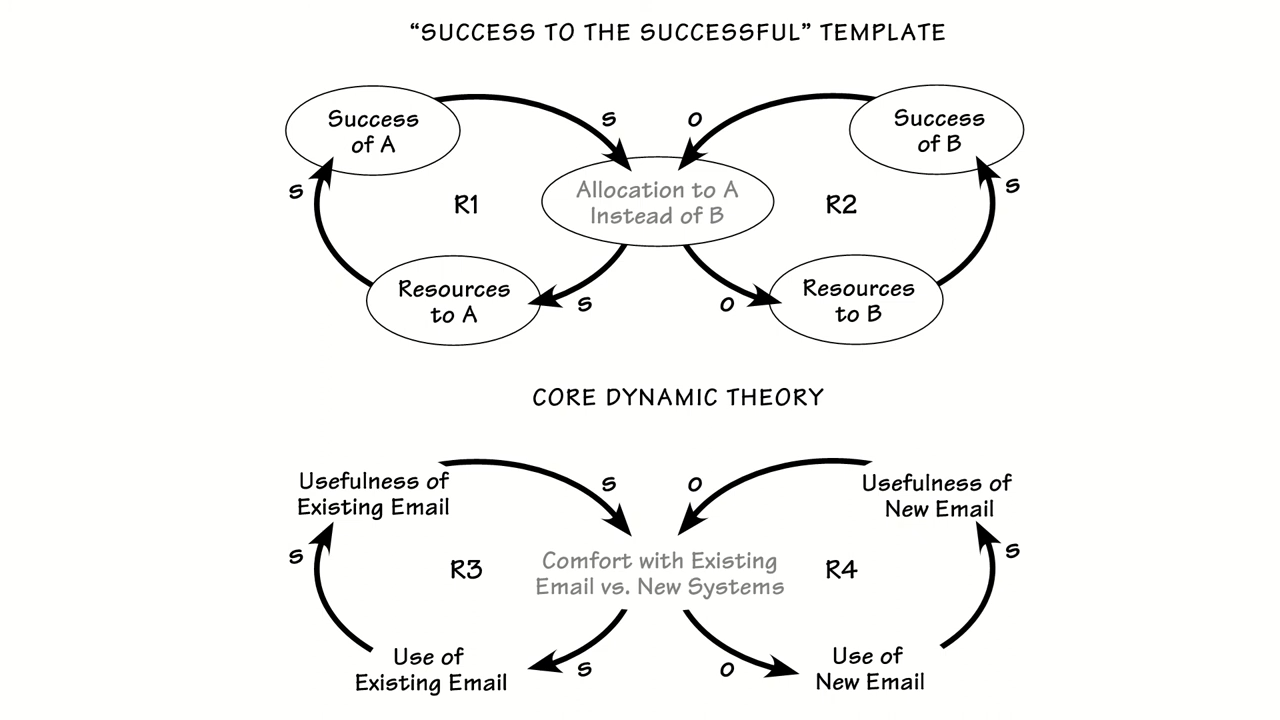 “SUCCESS TO THE SUCCESSFUL” TEMPLATE
Success
of A
s
o
Success
of B
s
R1
Allocation to A
Instead of B
R2
s
Resources
to A
s
o
Resources
to B
CORE DYNAMIC THEORY
Usefulness of
Existing Email
s
o
Usefulness of
New Email
s
R3
Comfort with Existing
Email vs. New Systems
R4
s
Use of
Existing Email
s
o
Use of
New Email